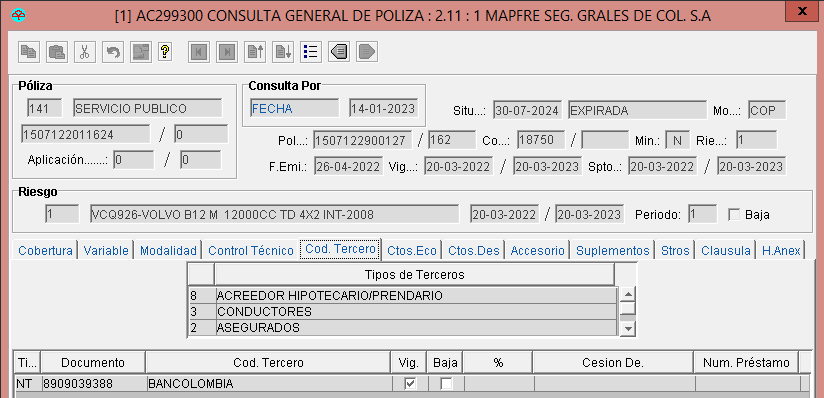 [1] AC299300 CONSULTA GENERAL DE POLIZA : 2.11 : 1 MAPFRE SEG. GRALES DE COL. S.A
x
?
Póliza
141 SERVICIO PUBLICO
1507122011624 / 0
Aplicación.......: 0 / 0
Consulta Por
FECHA 14-01-2023
Situ...: 30-07-2024 EXPIRADA Mo...: COP
Pol...: 1507122900127 / 162 Co...: 18750 / Min.: N Rie...: 1
F.Emi.: 26-04-2022 Vig...: 20-03-2022 / 20-03-2023 Spto..: 20-03-2022 / 20-03-2023
Riesgo
1 VCQ926-VOLVO B12 M 12000CC TD 4X2 INT-2008 20-03-2022 / 20-03-2023 Periodo: 1 Baja
Cobertura Variable Modalidad Control Técnico Cod. Tercero Ctos.Eco Ctos.Des Accesorio Suplementos Stros Clausula H.Anex
Tipos de Terceros
8 ACREEDOR HIPOTECARIO/PRENDARIO
3 CONDUCTORES
2 ASEGURADOS
Ti... Documento Cod. Tercero Vig. Baja % Cesion De. Num. Préstamo
NT 8909039388 BANCOLOMBIA